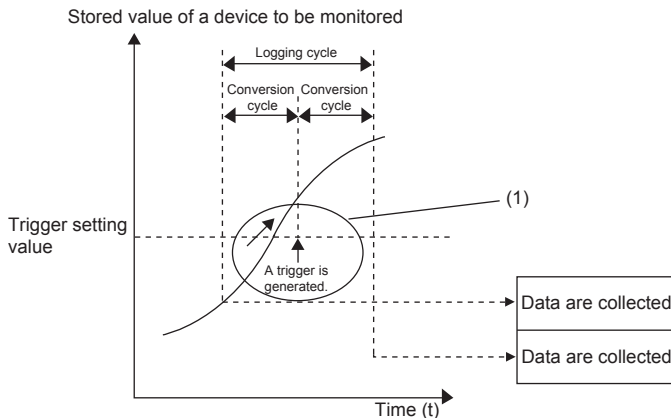 Stored value of a device to be monitored
Logging cycle
Conversion
cycle
Conversion
cycle
(1)
Trigger setting
value
A trigger is
generated.
Data are collected
Data are collected
Time (t)